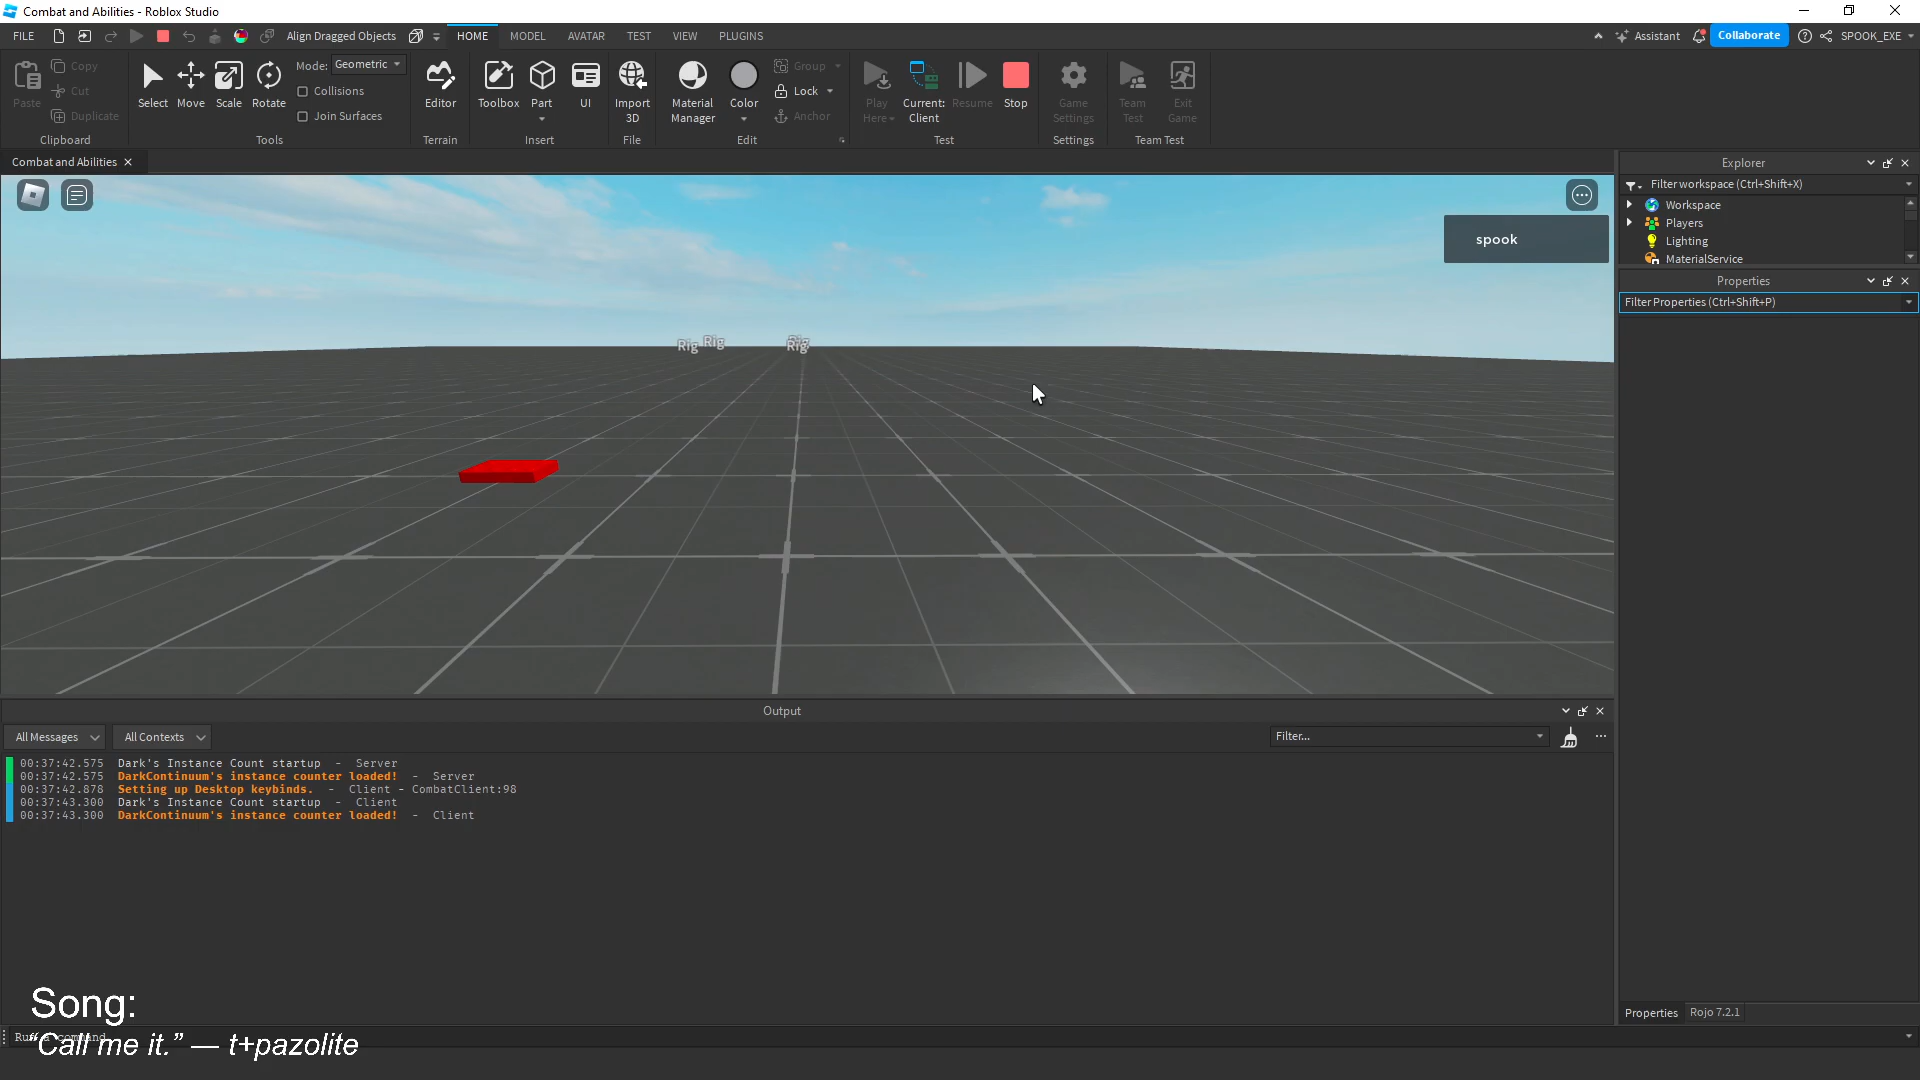 Combat and Abilities - Roblox Studio
FILE
Align Dragged Objects
HOME
MODEL
AVATAR
TEST
VIEW
PLUGINS
Assistant
Collaborate
SPOOK_EXE
Paste
Copy
Cut
Duplicate
Clipboard
Select
Move
Scale
Rotate
Mode:
Geometric
Collisions
Join Surfaces
Tools
Editor
Terrain
Toolbox
Part
UI
Insert
Import
3D
File
Material
Manager
Color
Group
Lock
Anchor
Edit
Play
Here
Current:
Client
Resume
Stop
Test
Game
Settings
Settings
Team
Test
Exit
Game
Team Test
Combat and Abilities
spook
Rig
Rig
Rig
Explorer
Filter workspace (Ctrl+Shift+X)
Workspace
Players
Lighting
MaterialService
Properties
Filter Properties (Ctrl+Shift+P)
Output
All Messages
All Contexts
Filter...
00:37:42.575 Dark's Instance Count startup - Server
00:37:42.575 DarkContinuum's instance counter loaded! - Server
00:37:42.878 Setting up Desktop keybinds. - Client - CombatClient:98
00:37:43.300 Dark's Instance Count startup - Client
00:37:43.300 DarkContinuum's instance counter loaded! - Client
Song:
Run a command
“Call me it.” — t+pazolite
Properties
Rojo 7.2.1